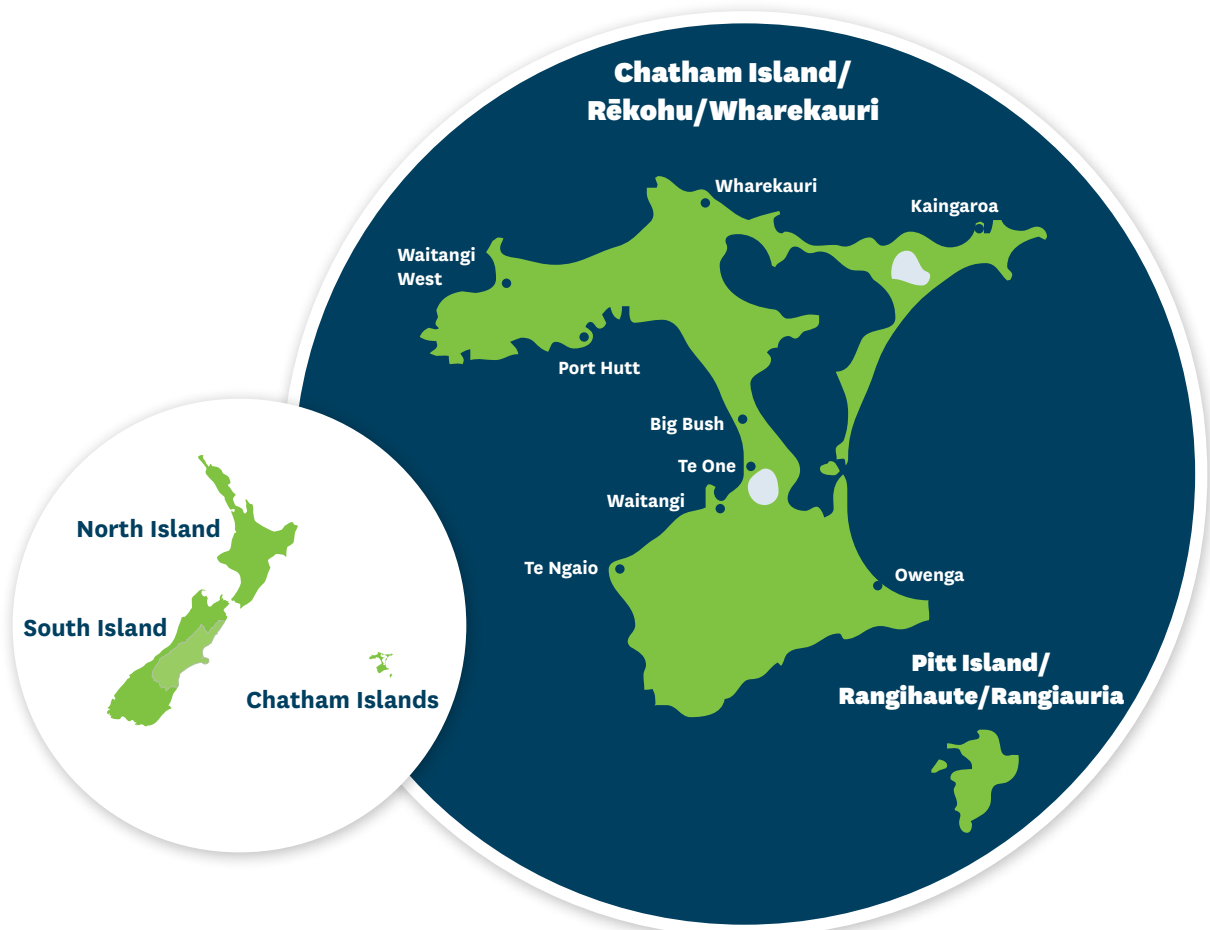 Chatham Island/
Rēkohu/Wharekauri
Wharekauri
Kaingaroa
Waitangi
West
Port Hutt
Big Bush
Te One
Waitangi
Te Ngaio
Owenga
Pitt Island/
Rangihaute/Rangiauria
North Island
South Island
Chatham Islands